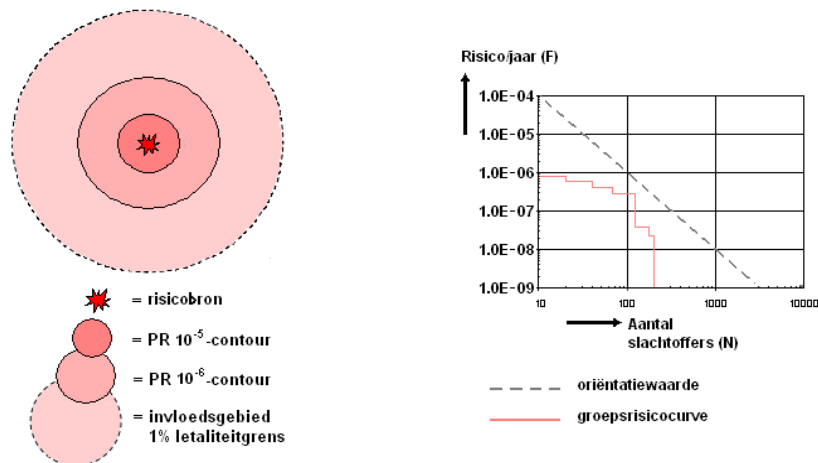 = risicobron
= PR 10⁻⁵-contour
= PR 10⁻⁶-contour
= invloedsgebied
1% letaliteitgrens
Risico/jaar (F)
1.0E-04
1.0E-05
1.0E-06
1.0E-07
1.0E-08
1.0E-09
10 100 1000 10000
Aantal
slachtoffers (N)
oriëntatiewaarde
groepsrisicocurve